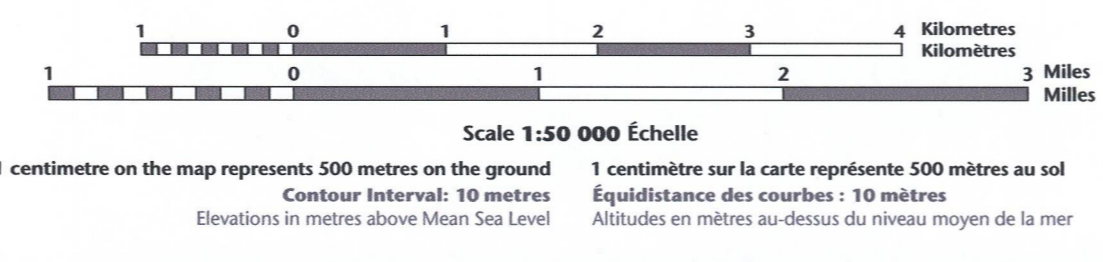 1 0 1 2 3 4 Kilometres
Kilomètres
1 0 1 2 3 Miles
Milles
Scale 1:50 000 Échelle
1 centimetre on the map represents 500 metres on the ground
Contour Interval: 10 metres
Elevations in metres above Mean Sea Level
1 centimètre sur la carte représente 500 mètres au sol
Équidistance des courbes : 10 mètres
Altitudes en mètres au-dessus du niveau moyen de la mer